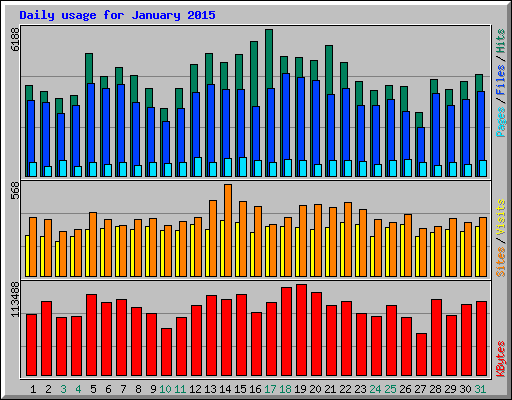 Daily usage for January 2015
6188
Pages / Files / Hits
568
Sites / Visits
113488
KBytes
1 2 3 4 5 6 7 8 9 10 11 12 13 14 15 16 17 18 19 20 21 22 23 24 25 26 27 28 29 30 31